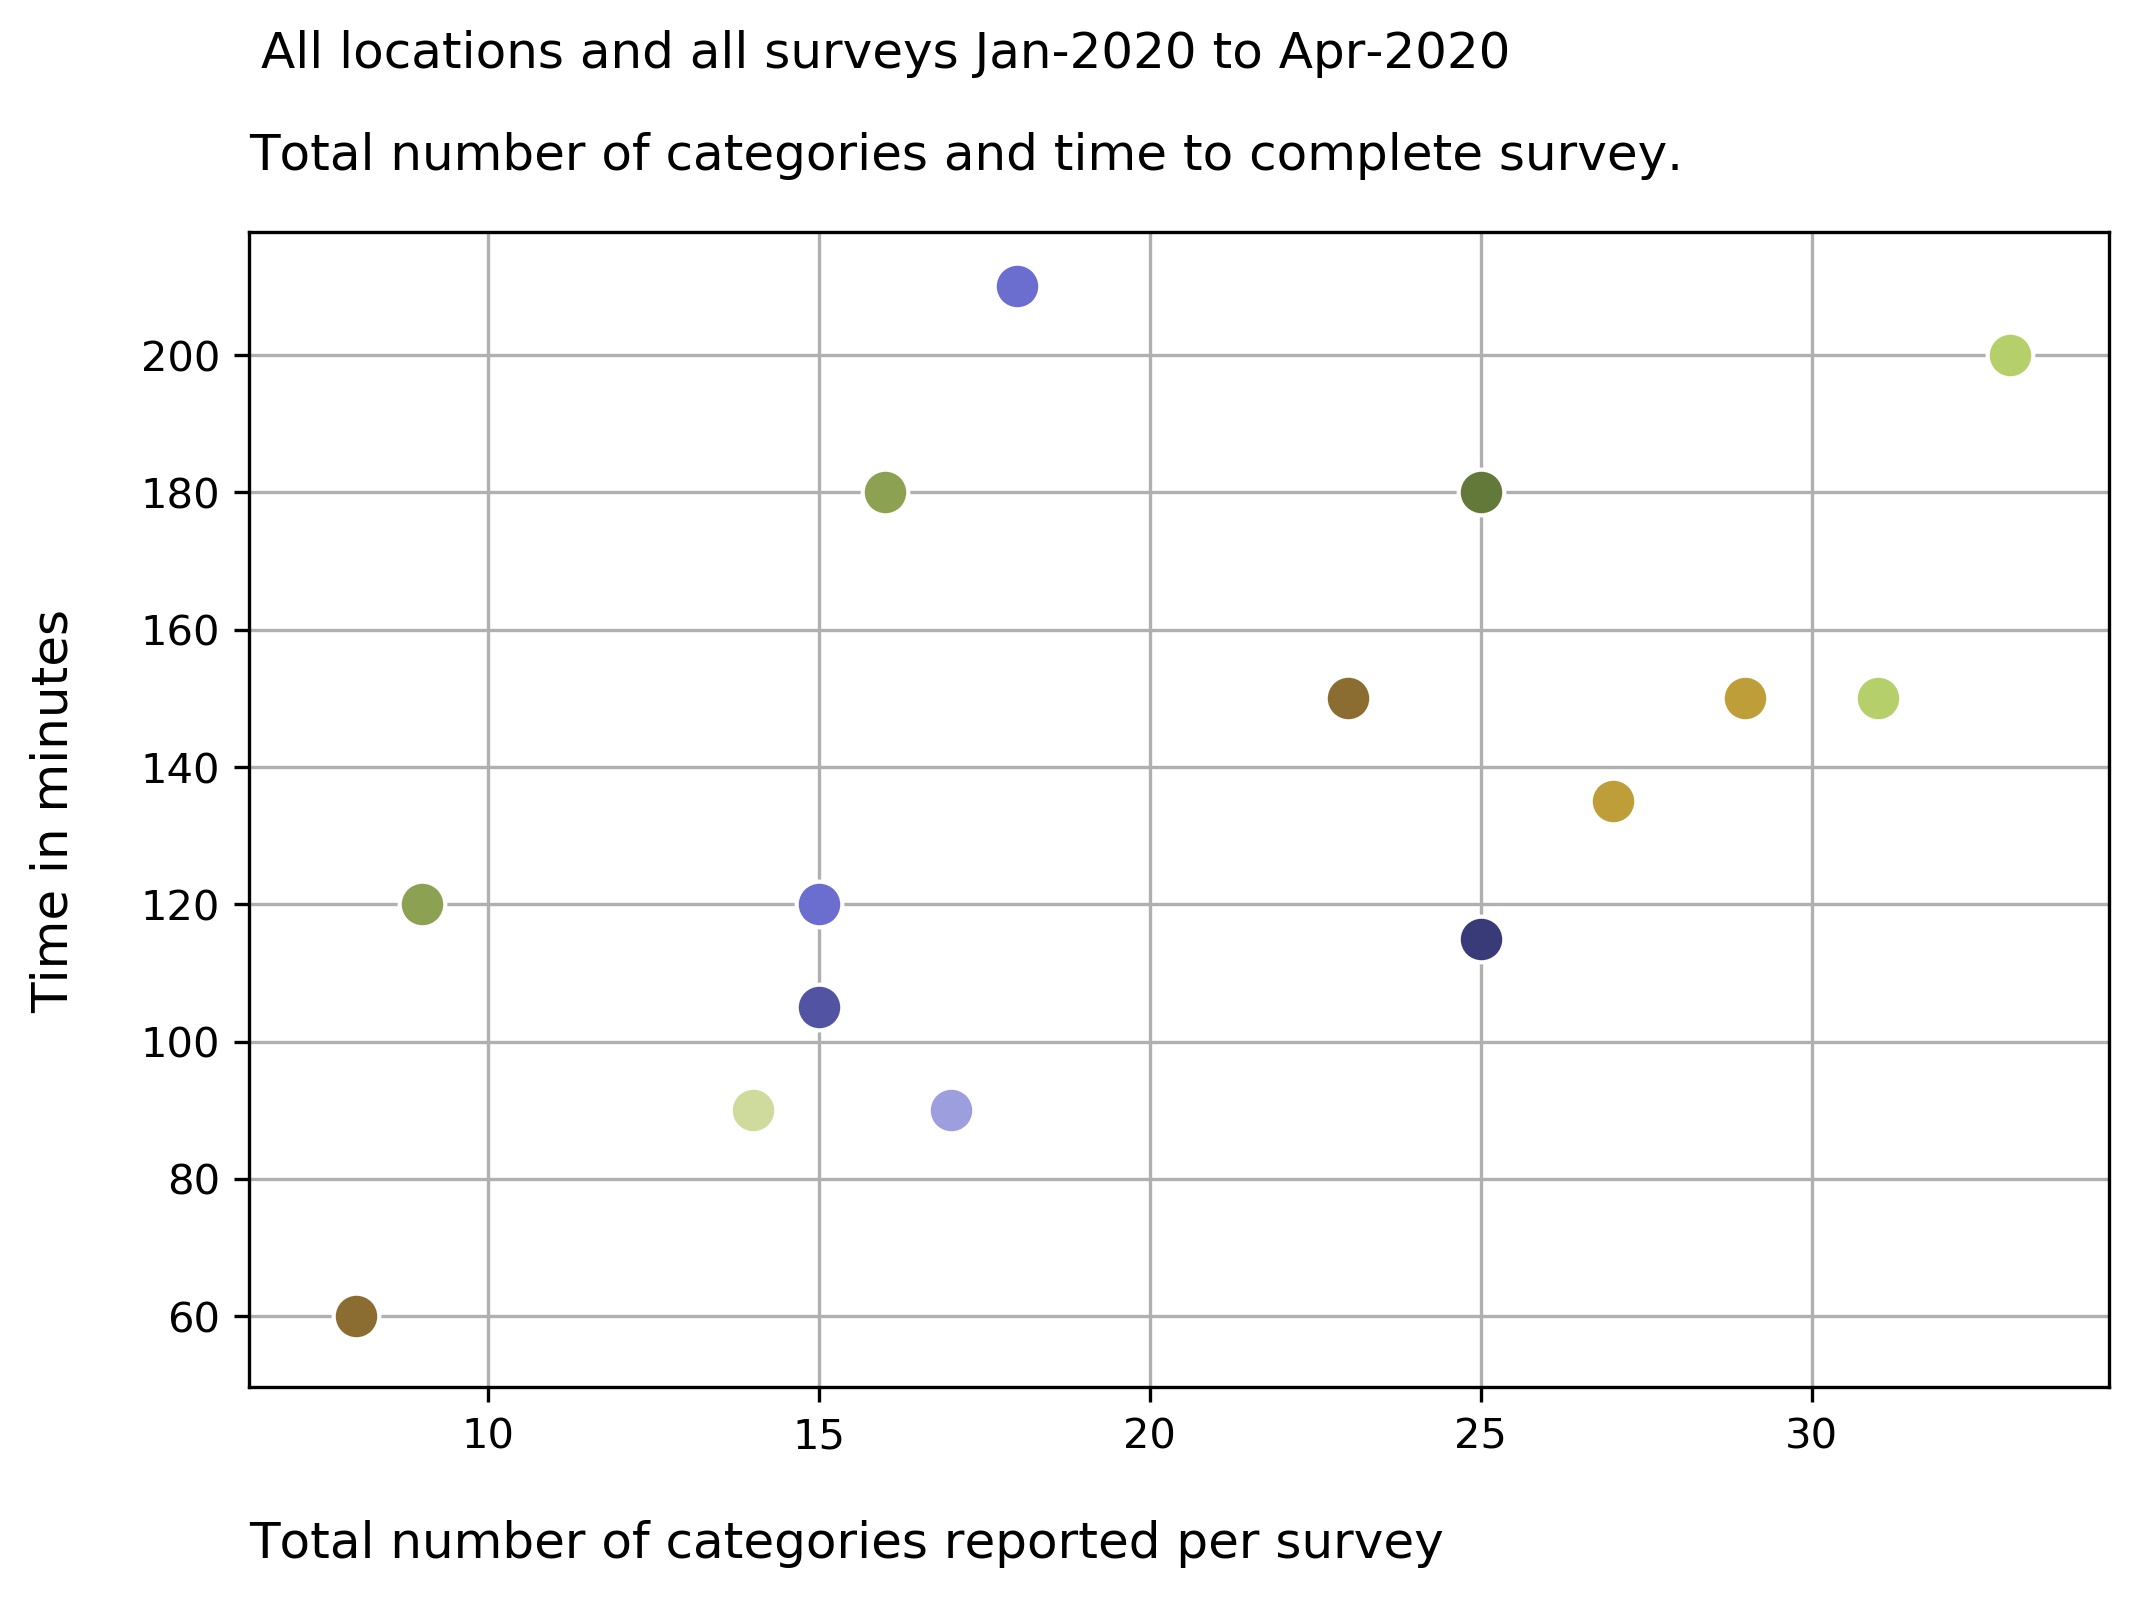 All locations and all surveys Jan-2020 to Apr-2020
Total number of categories and time to complete survey.
Time in minutes
200
180
160
140
120
100
80
60
10 15 20 25 30
Total number of categories reported per survey